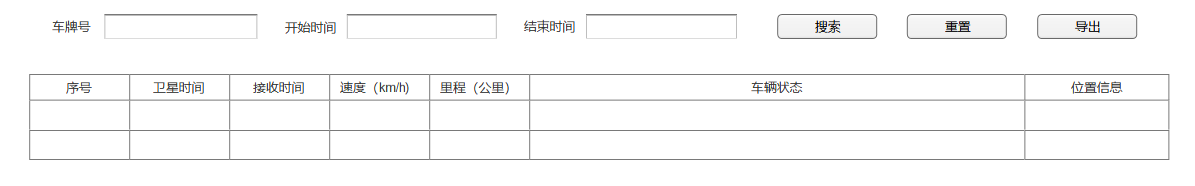 车牌号 开始时间 结束时间 搜索 重置 导出
序号 卫星时间 接收时间 速度（km/h) 里程（公里） 车辆状态 位置信息